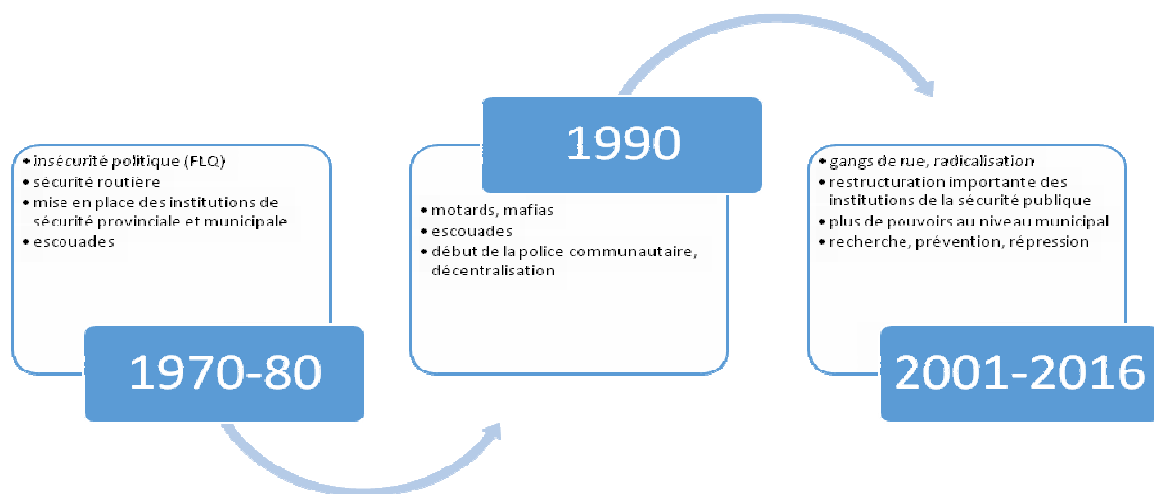 • insécurité politique (FLQ)
• sécurité routière
• mise en place des institutions de
sécurité provinciale et municipale
• escouades
1970-80
1990
• motards, mafias
• escouades
• début de la police communautaire,
décentralisation
• gangs de rue, radicalisation
• restructuration importante des
institutions de la sécurité publique
• plus de pouvoirs au niveau municipal
• recherche, prévention, répression
2001-2016